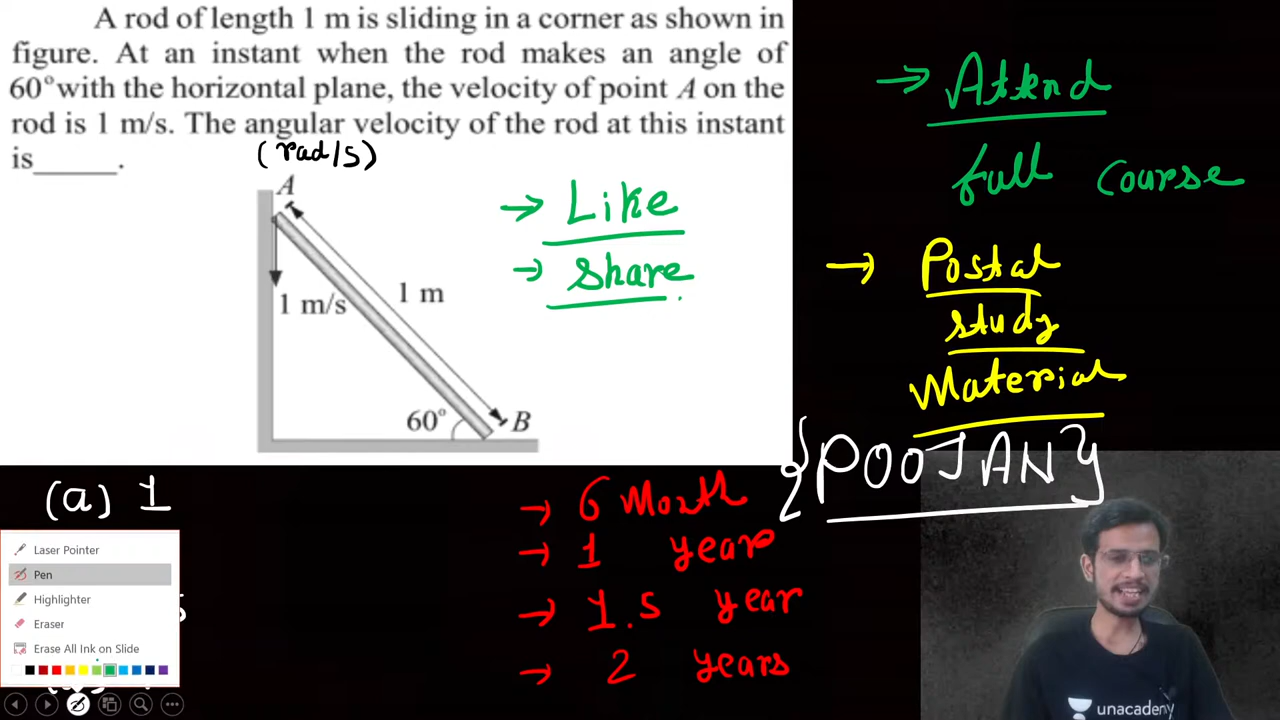 A rod of length 1 m is sliding in a corner as shown in
figure. At an instant when the rod makes an angle of
60° with the horizontal plane, the velocity of point A on the
rod is 1 m/s. The angular velocity of the rod at this instant
is______.
(rad/s)
A
1 m
1 m/s
60°
B
→ Like
→ Share
→ Attend
full course
→ Postal
study
Material
{POOJAN}
(a) 1
→ 6 Month
→ 1 year
→ 1.5 year
→ 2 years
Laser Pointer
Pen
Highlighter
Eraser
Erase All Ink on Slide
unacademy